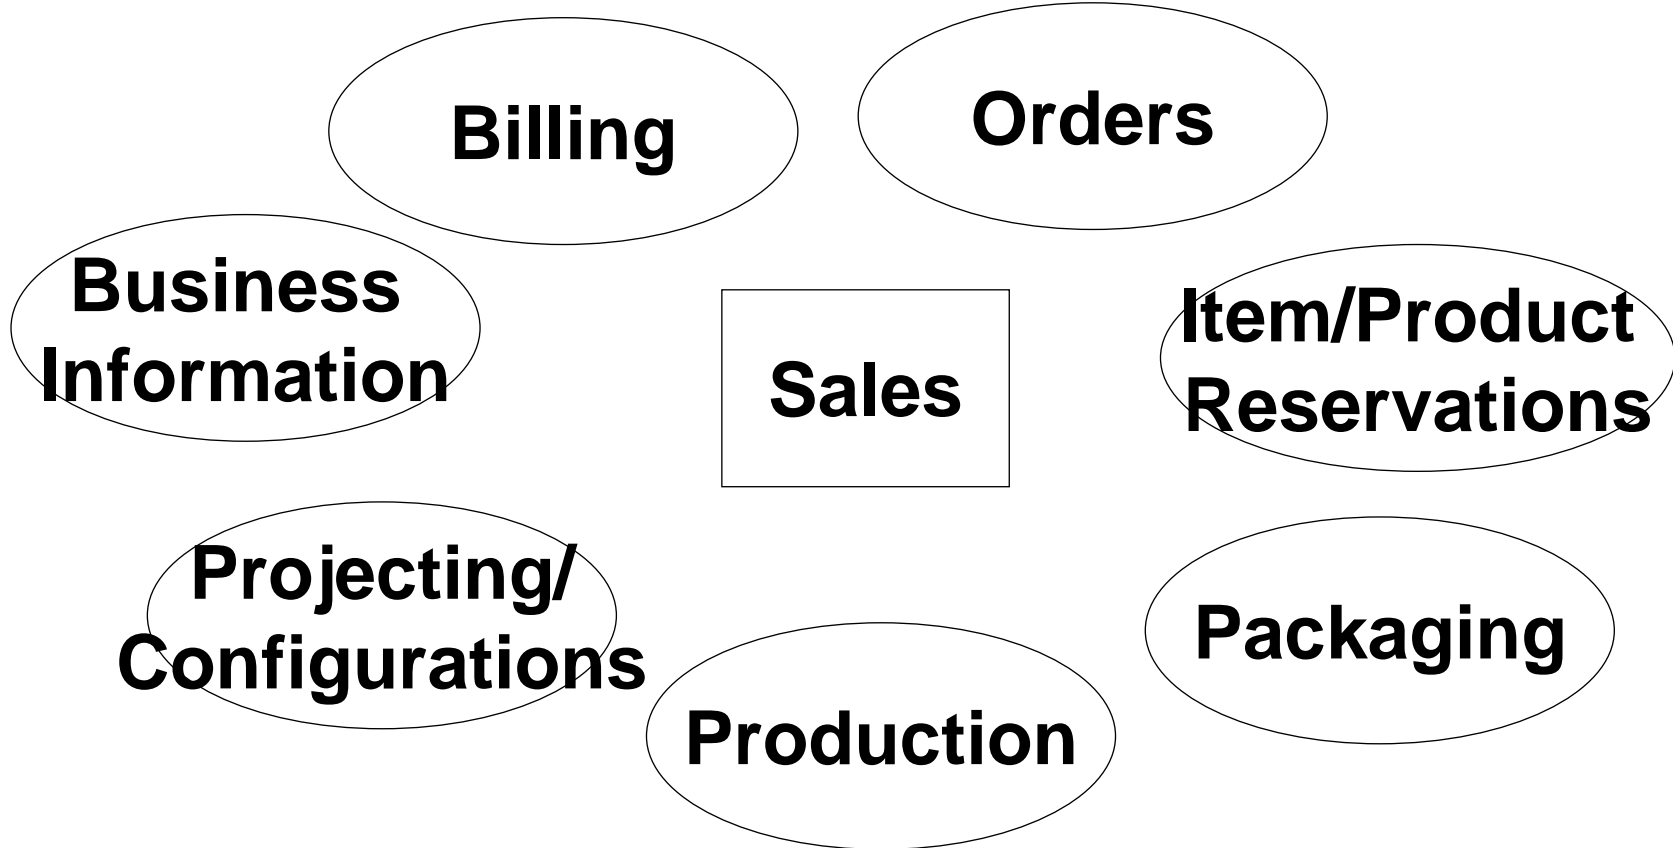 Billing
Orders
Business
Information
Sales
Item/Product
Reservations
Projecting/
Configurations
Packaging
Production